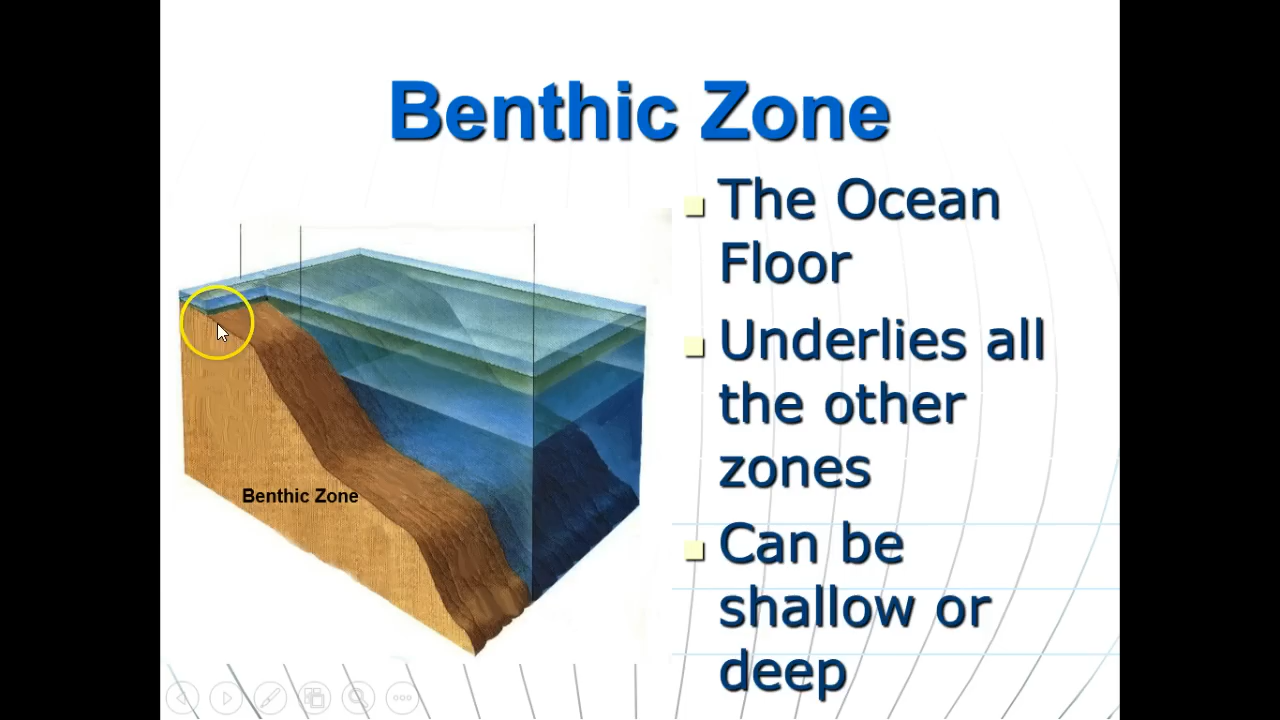 Benthic Zone
The Ocean
Floor
Underlies all
the other
zones
Can be
shallow or
deep
Benthic Zone